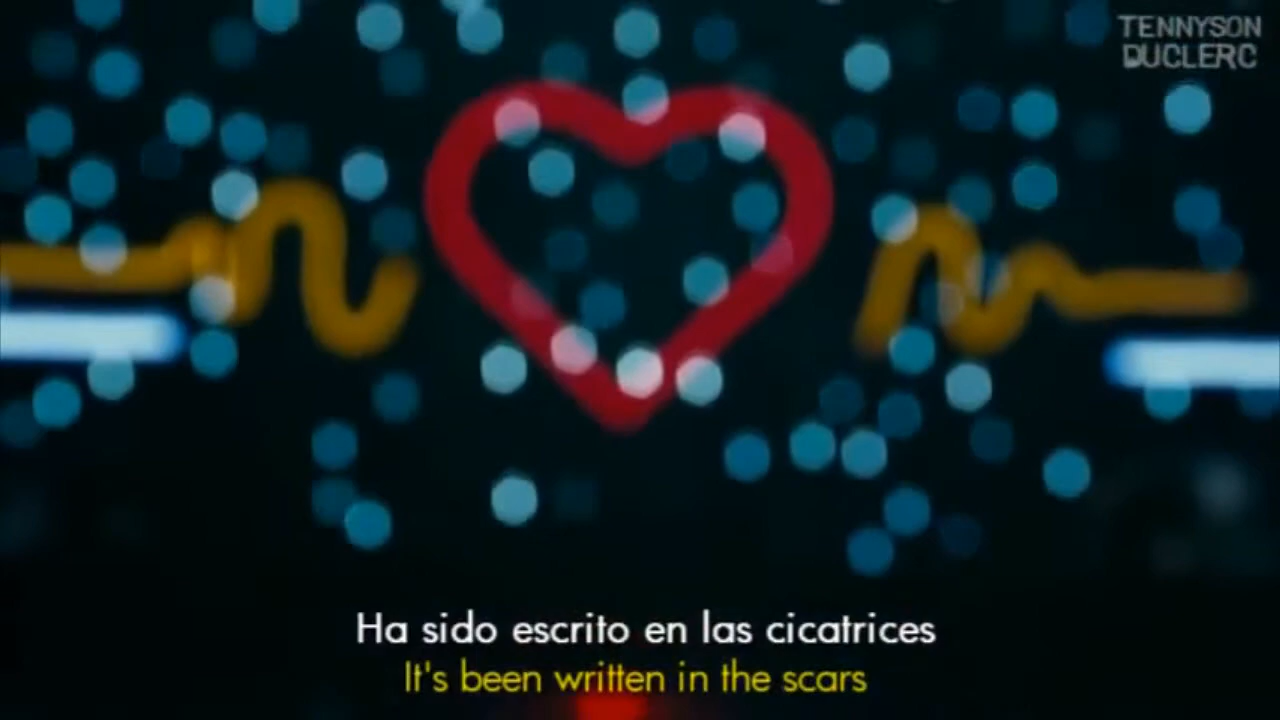 TENNYSON
DUCLERC
Ha sido escrito en las cicatrices
It's been written in the scars